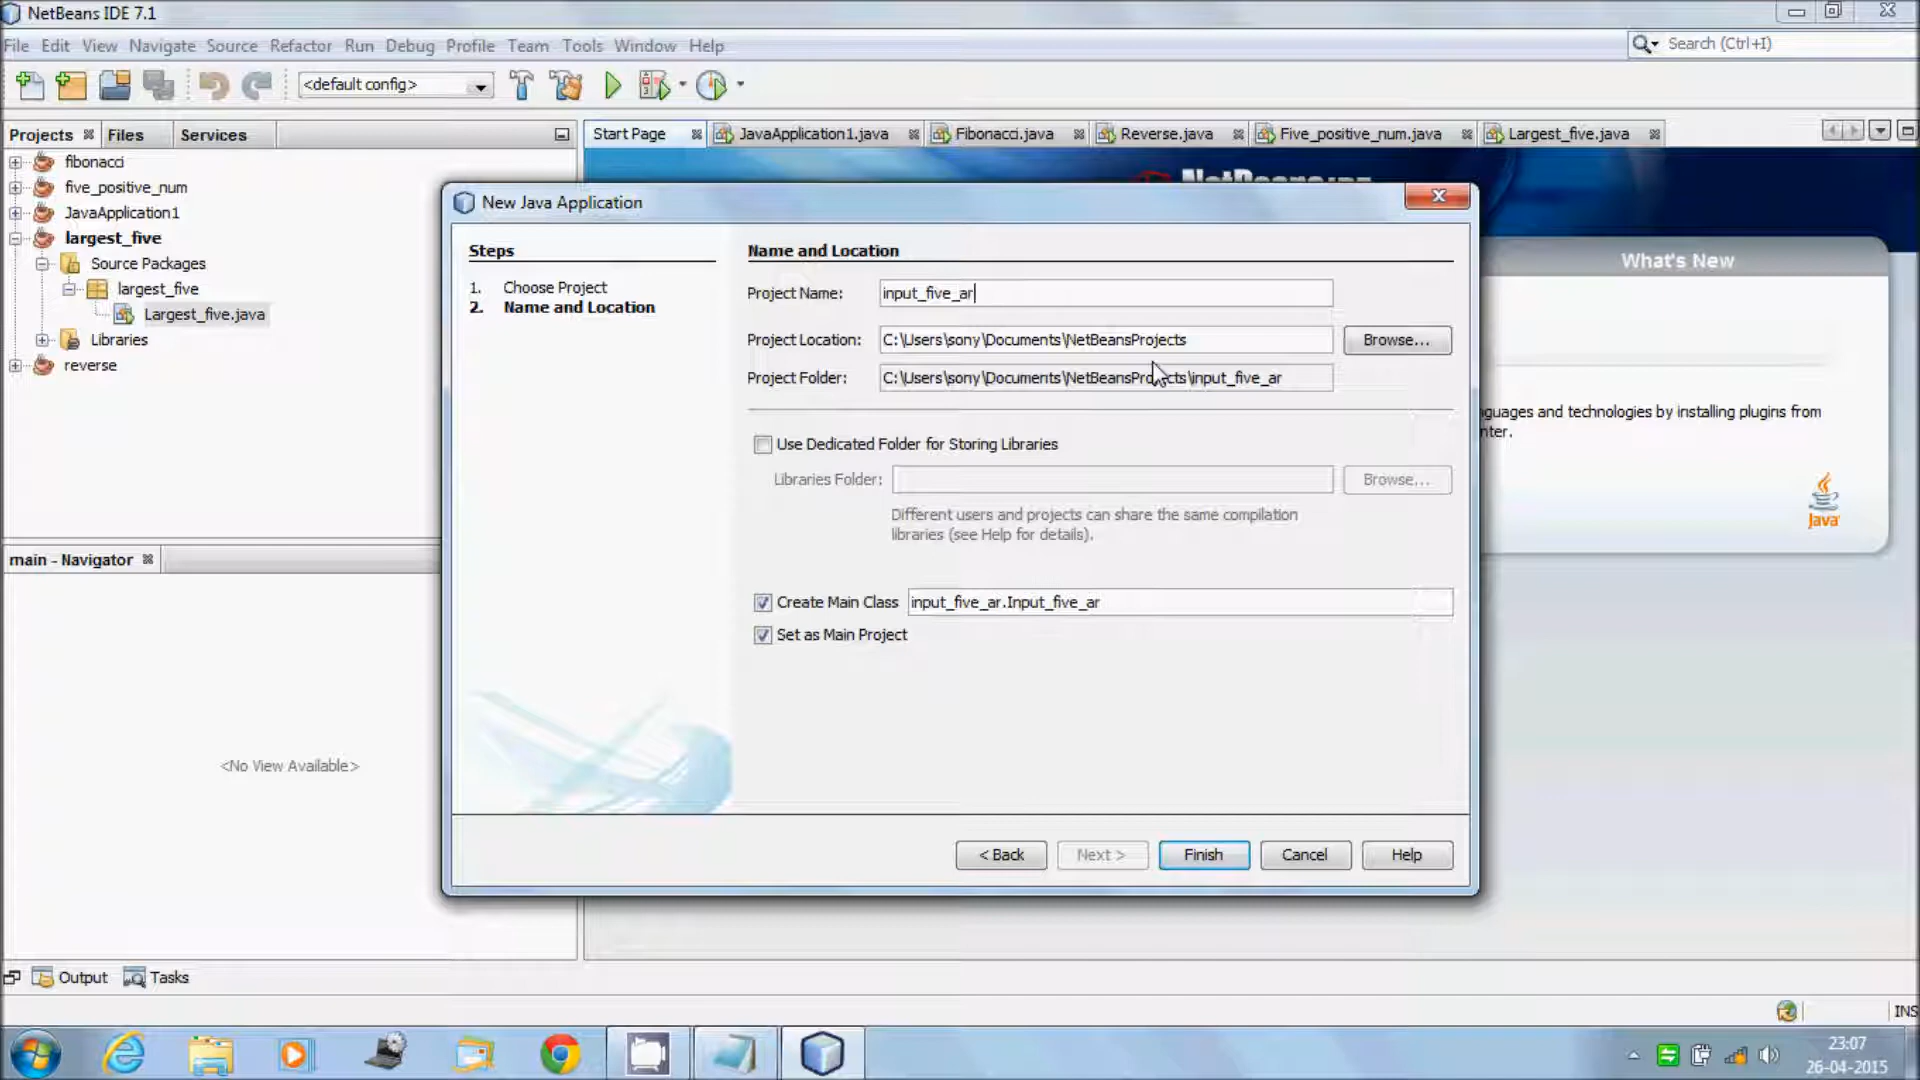 NetBeans IDE 7.1
File Edit View Navigate Source Refactor Run Debug Profile Team Tools Window Help
Search (Ctrl+I)
<default config>
Projects Files Services
Start Page JavaApplication1.java Fibonacci.java Reverse.java Five_positive_num.java Largest_five.java
fibonacci
five_positive_num
JavaApplication1
largest_five
Source Packages
largest_five
Largest_five.java
Libraries
reverse
main - Navigator
<No View Available>
New Java Application
Steps
1. Choose Project
2. Name and Location
Name and Location
Project Name: input_five_ar
Project Location: C:\Users\sony\Documents\NetBeansProjects Browse...
Project Folder: C:\Users\sony\Documents\NetBeansProjects\input_five_ar
Use Dedicated Folder for Storing Libraries
Libraries Folder: Browse...
Different users and projects can share the same compilation
libraries (see Help for details).
Create Main Class input_five_ar.Input_five_ar
Set as Main Project
< Back Next > Finish Cancel Help
What's New
guages and technologies by installing plugins from
nter.
Java
Output Tasks
INS
23:07
26-04-2015